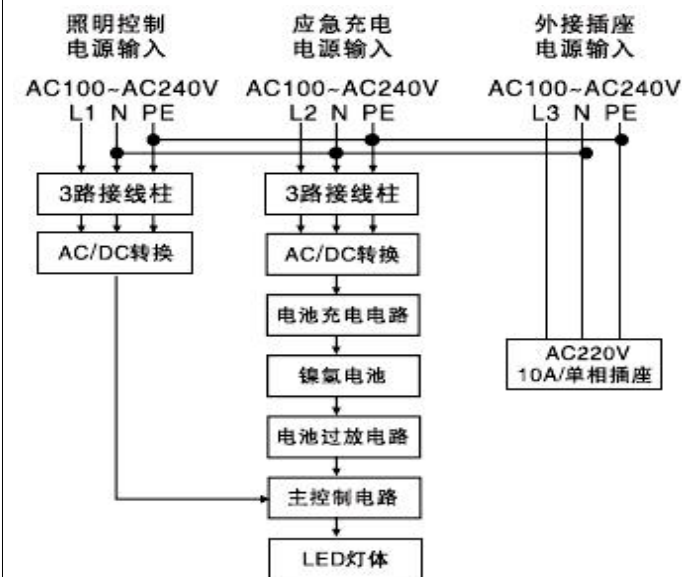 照明控制
电源输入
AC100~AC240V
L1 N PE
应急充电
电源输入
AC100~AC240V
L2 N PE
外接插座
电源输入
AC100~AC240V
L3 N PE
3路接线柱
AC/DC转换
3路接线柱
AC/DC转换
电池充电电路
镍氢电池
电池过放电路
主控制电路
LED灯体
AC220V
10A/单相插座